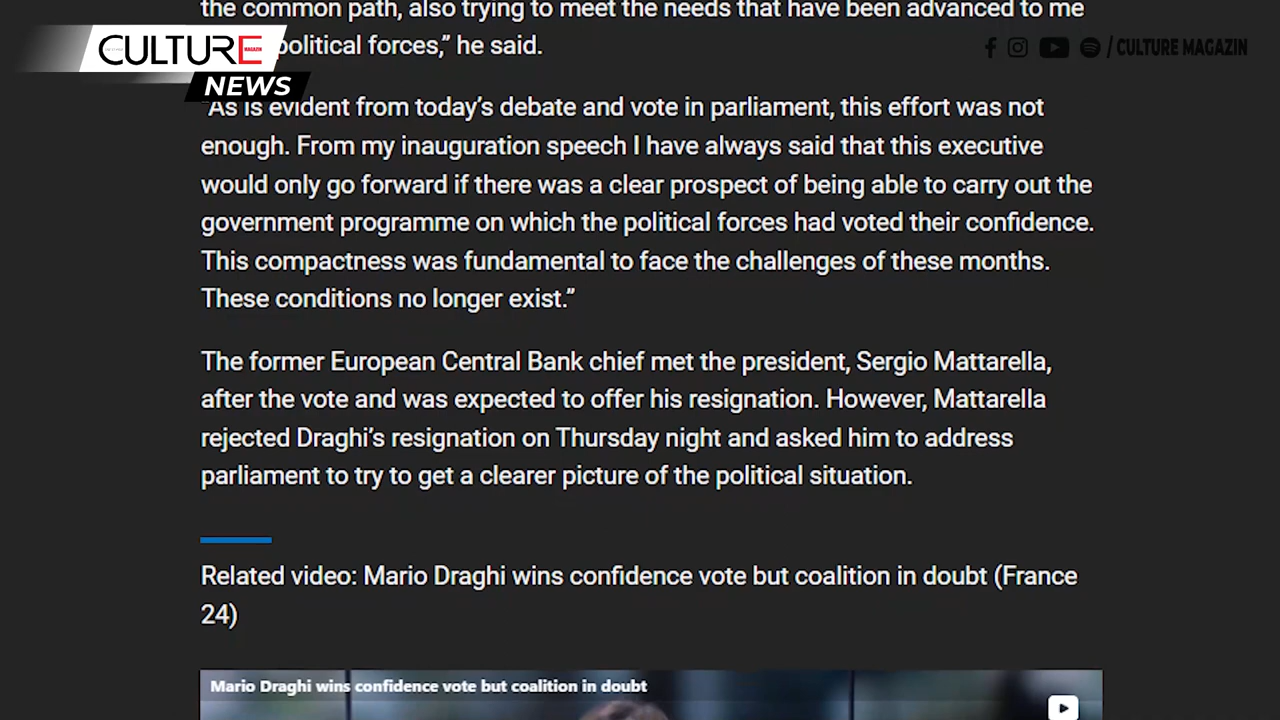 the common path, also trying to meet the needs that have been advanced to me
political forces,” he said.
CULTURE
MAGAZIN
NEWS
/ CULTURE MAGAZIN
“As is evident from today’s debate and vote in parliament, this effort was not
enough. From my inauguration speech I have always said that this executive
would only go forward if there was a clear prospect of being able to carry out the
government programme on which the political forces had voted their confidence.
This compactness was fundamental to face the challenges of these months.
These conditions no longer exist.”
The former European Central Bank chief met the president, Sergio Mattarella,
after the vote and was expected to offer his resignation. However, Mattarella
rejected Draghi’s resignation on Thursday night and asked him to address
parliament to try to get a clearer picture of the political situation.
Related video: Mario Draghi wins confidence vote but coalition in doubt (France
24)
Mario Draghi wins confidence vote but coalition in doubt